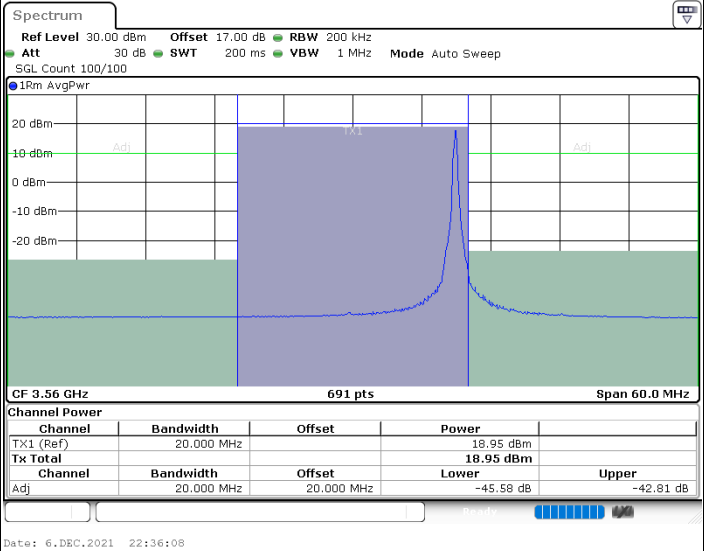 Spectrum
Ref Level 30.00 dBm Offset 17.00 dB RBW 200 kHz
Att 30 dB SWT 200 ms VBW 1 MHz Mode Auto Sweep
SGL Count 100/100
1Rm AvgPwr
20 dBm
TX1
10 dBm
Adj Adj
0 dBm
-10 dBm
-20 dBm
CF 3.56 GHz 691 pts Span 60.0 MHz
Channel Power
Channel Bandwidth Offset Power
TX1 (Ref) 20.000 MHz 18.95 dBm
Tx Total 18.95 dBm
Channel Bandwidth Offset Lower Upper
Adj 20.000 MHz 20.000 MHz -45.58 dB -42.81 dB
Ready
Date: 6.DEC.2021 22:36:08